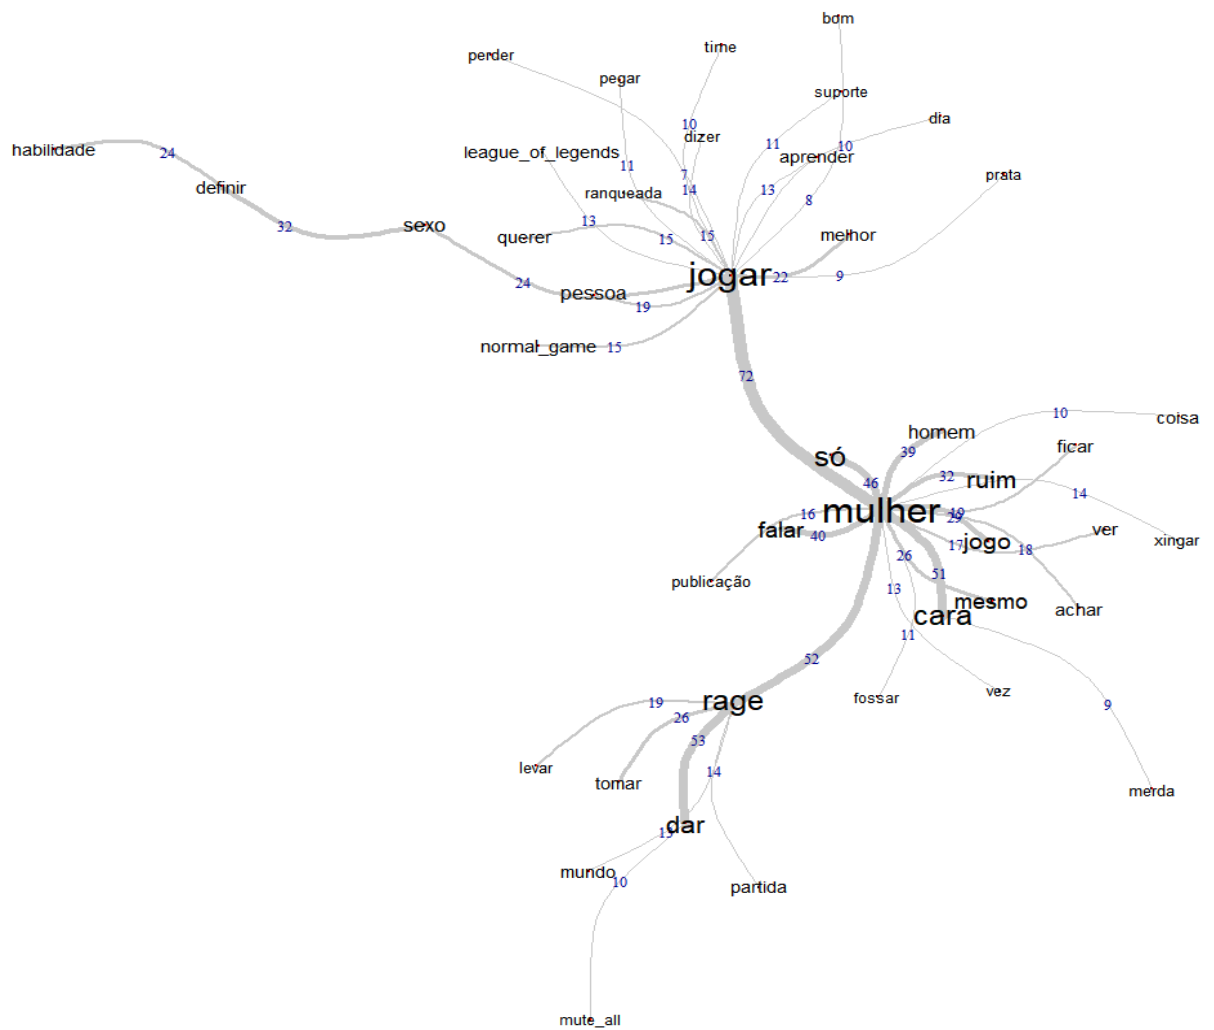 bom
time
perder
pegar
suporte
10
dia
dizer
habilidade
24
league_of_legends
11
11
10
aprender
definir
7
prata
ranqueada
14
13
8
32
sexo
querer
13
15
15
melhor
jogar
22
9
24
pessoa
19
normal_game
15
72
10
coisa
homem
39
ficar
só
46
32
ruim
14
mulher
16
19
29
falar
40
jogo
17
18
ver
xingar
26
51
publicação
13
mesmo
achar
cara
11
52
rage
fossar
vez
19
26
9
53
levar
14
tomar
merda
dar
13
mundo
10
partida
mute_all